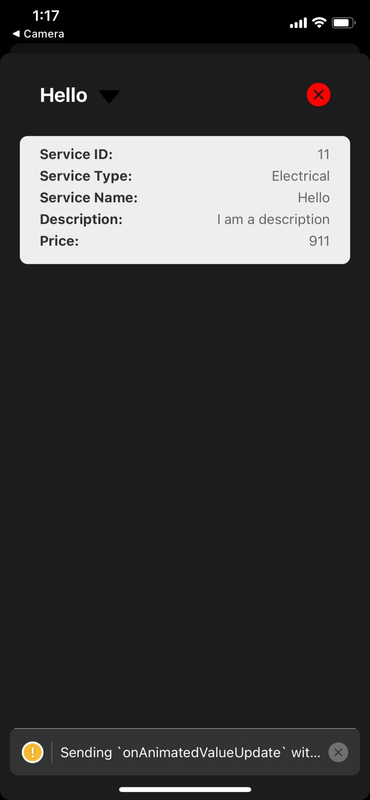 1:17
◀ Camera
Hello
Service ID: 11
Service Type: Electrical
Service Name: Hello
Description: I am a description
Price: 911
! Sending `onAnimatedValueUpdate` wit...